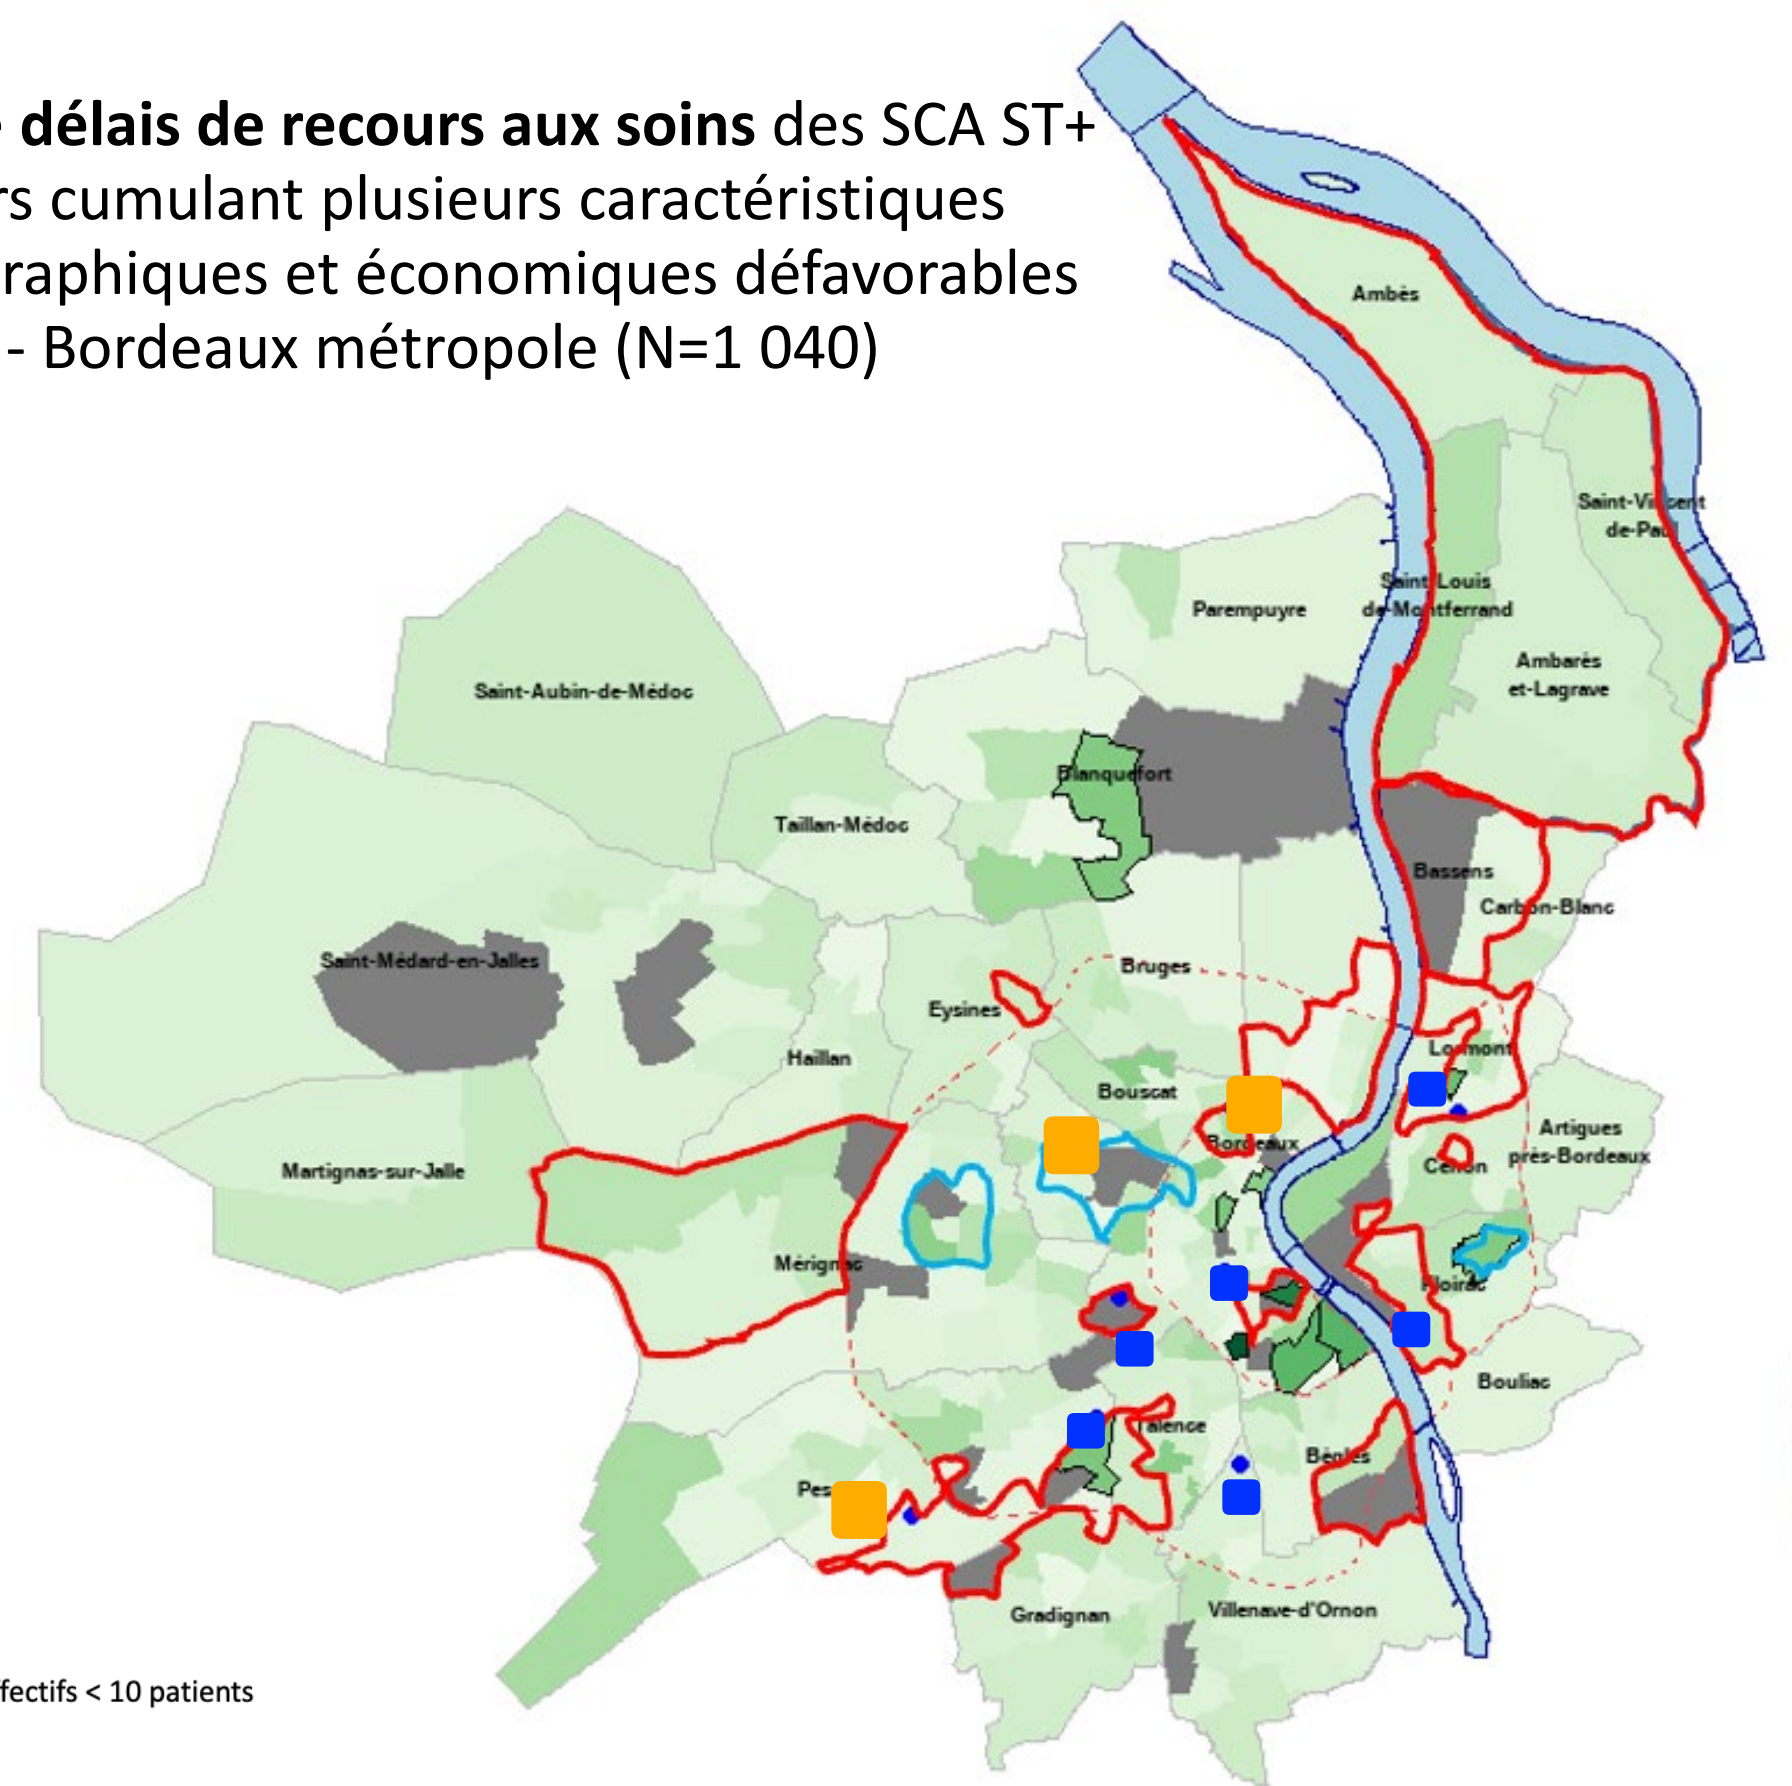 délais de recours aux soins des SCA ST+
rs cumulant plusieurs caractéristiques
raphiques et économiques défavorables
- Bordeaux métropole (N=1 040)
Ambès
Saint-Vincent
de-Paul
Saint-Louis
de-Montferrand
Parempuyre
Ambarès
et-Lagrave
Saint-Aubin-de-Médoc
Blanquefort
Taillan-Médoc
Bassens
Carbon-Blanc
Saint-Médard-en-Jalles
Bruges
Eysines
Haillan
Lormont
Bouscat
Artigues
près-Bordeaux
Bordeaux
Cenon
Martignas-sur-Jalle
Mérignac
Floirac
Bouliac
Talence
Bègles
Pes
Gradignan
Villenave-d'Ornon
ffectifs < 10 patients